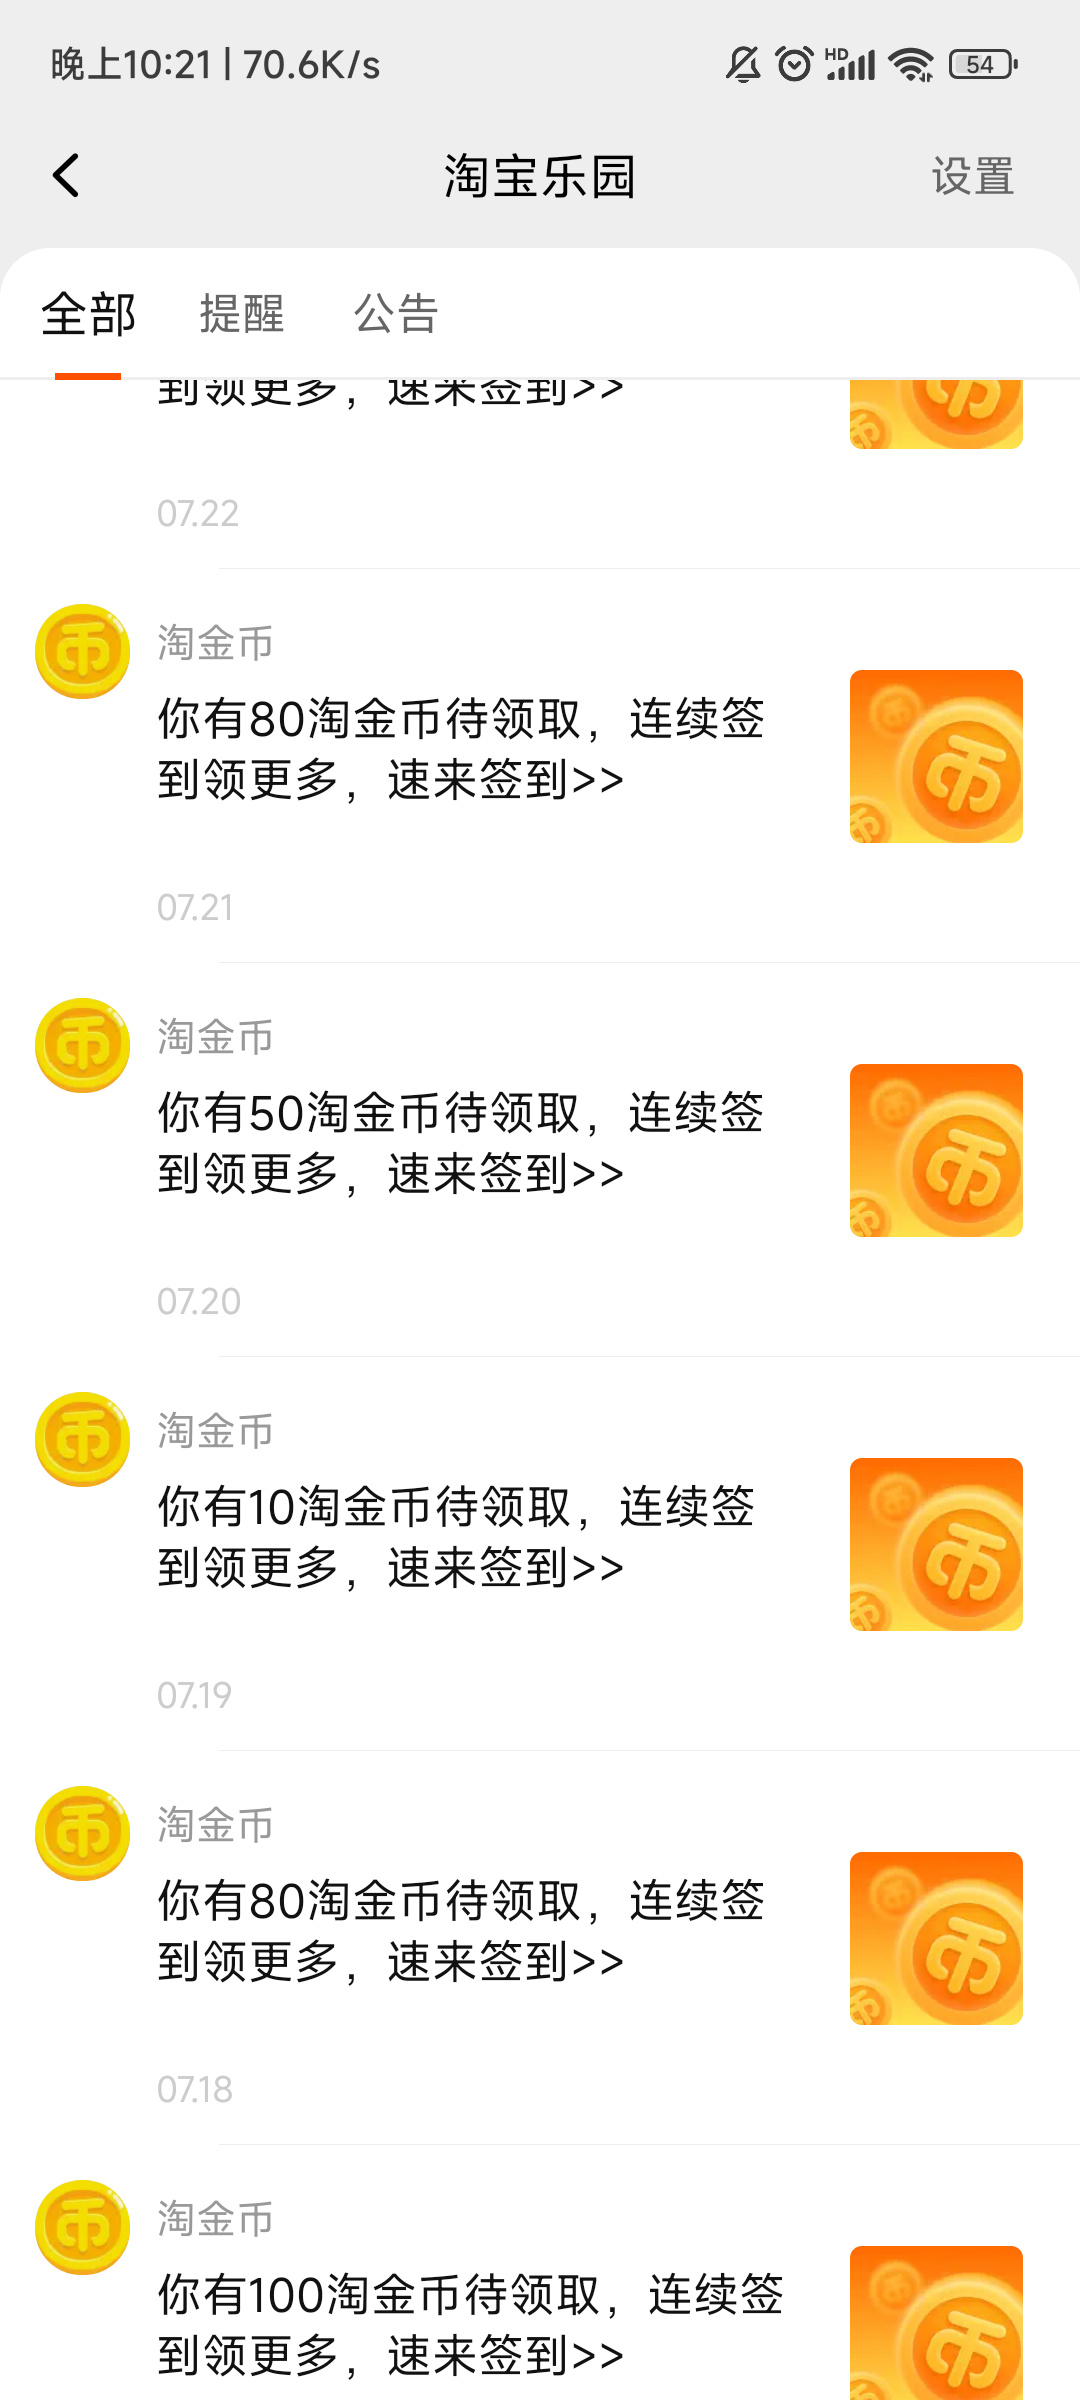 晚上10:21 | 70.6K/s
HD
54
淘宝乐园
设置
全部
提醒
公告
到领更多，速来签到>>
07.22
淘金币
你有80淘金币待领取，连续签
到领更多，速来签到>>
07.21
淘金币
你有50淘金币待领取，连续签
到领更多，速来签到>>
07.20
淘金币
你有10淘金币待领取，连续签
到领更多，速来签到>>
07.19
淘金币
你有80淘金币待领取，连续签
到领更多，速来签到>>
07.18
淘金币
你有100淘金币待领取，连续签
到领更多，速来签到>>